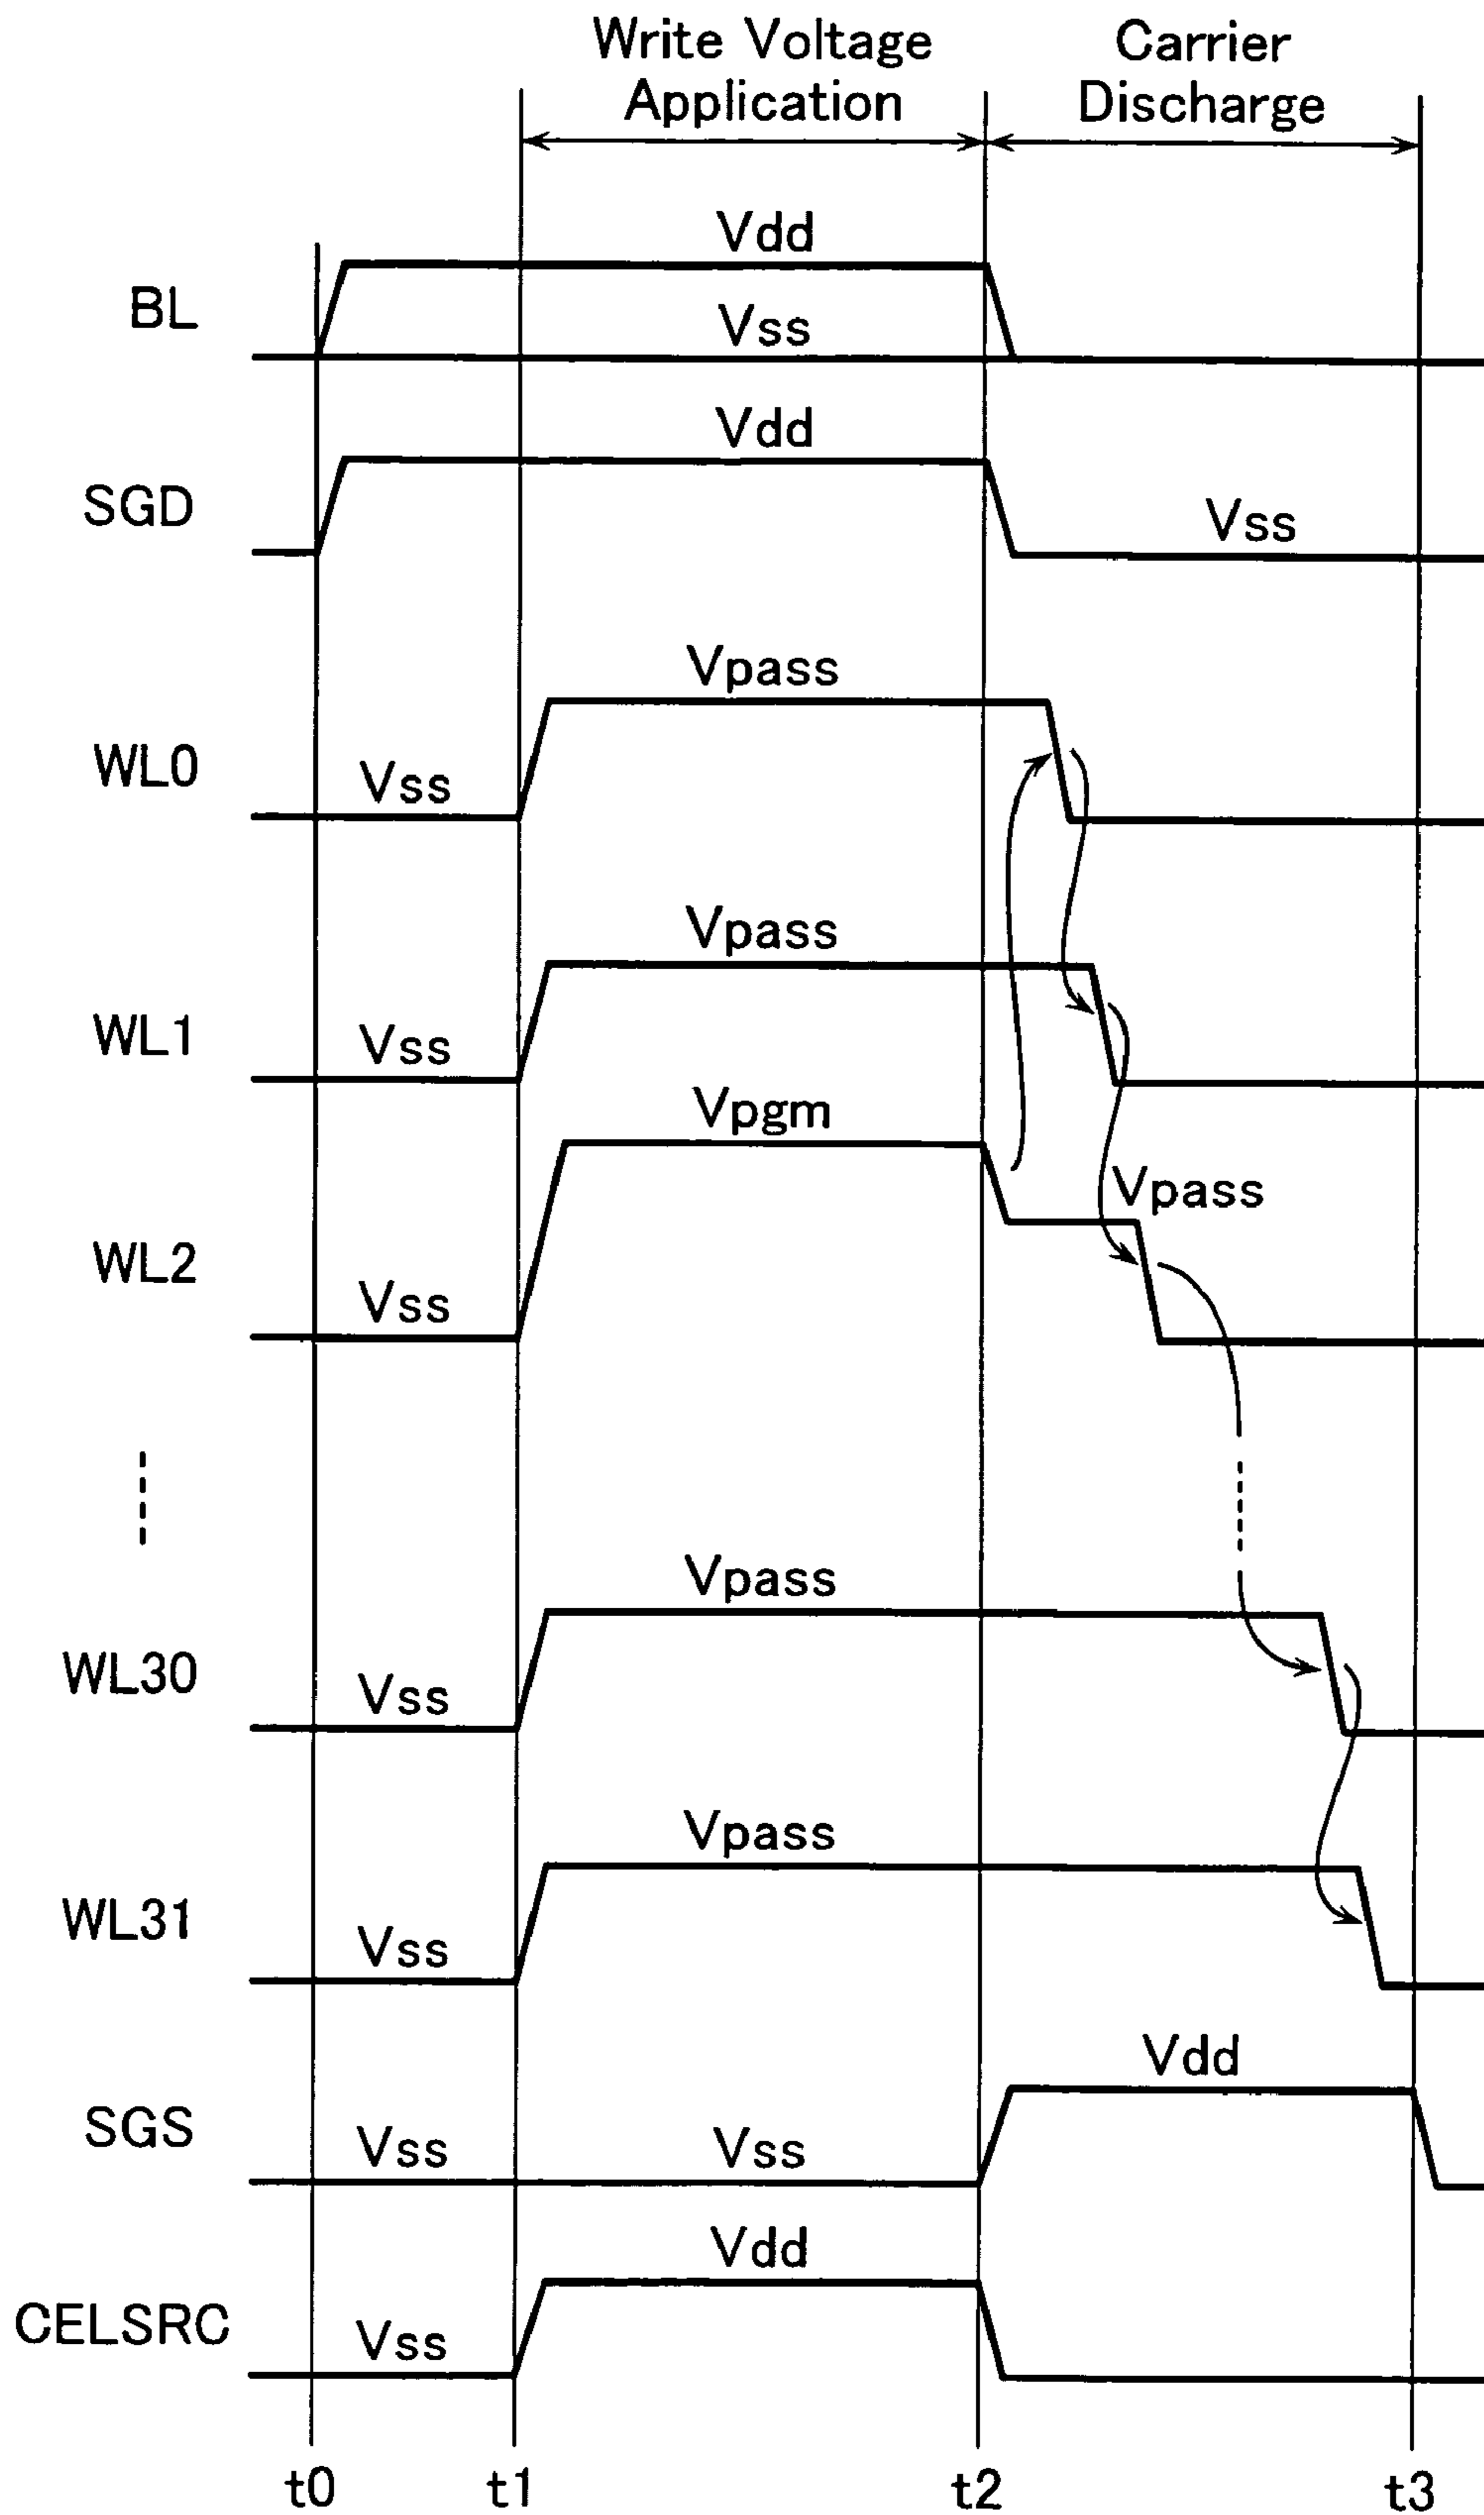 Write Voltage
Application
Carrier
Discharge
BL
Vdd
Vss
SGD
Vdd
Vss
WL0
Vss
Vpass
WL1
Vss
Vpass
WL2
Vss
Vpgm
Vpass
WL30
Vss
Vpass
WL31
Vss
Vpass
SGS
Vss
Vss
Vdd
CELSRC
Vss
Vdd
t0
t1
t2
t3